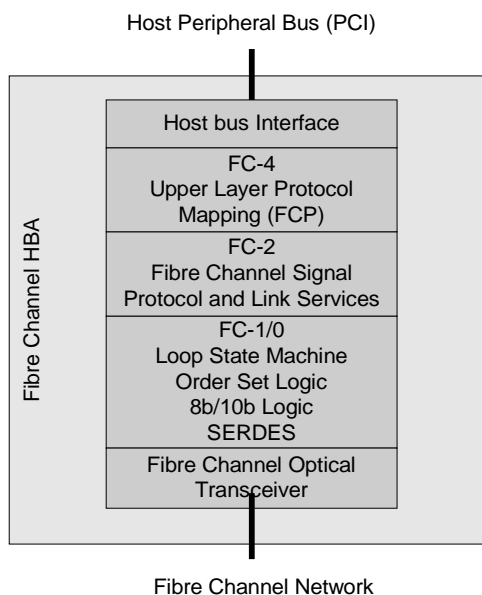 Host Peripheral Bus (PCI)
Fibre Channel HBA
Host bus Interface
FC-4
Upper Layer Protocol
Mapping (FCP)
FC-2
Fibre Channel Signal
Protocol and Link Services
FC-1/0
Loop State Machine
Order Set Logic
8b/10b Logic
SERDES
Fibre Channel Optical
Transceiver
Fibre Channel Network